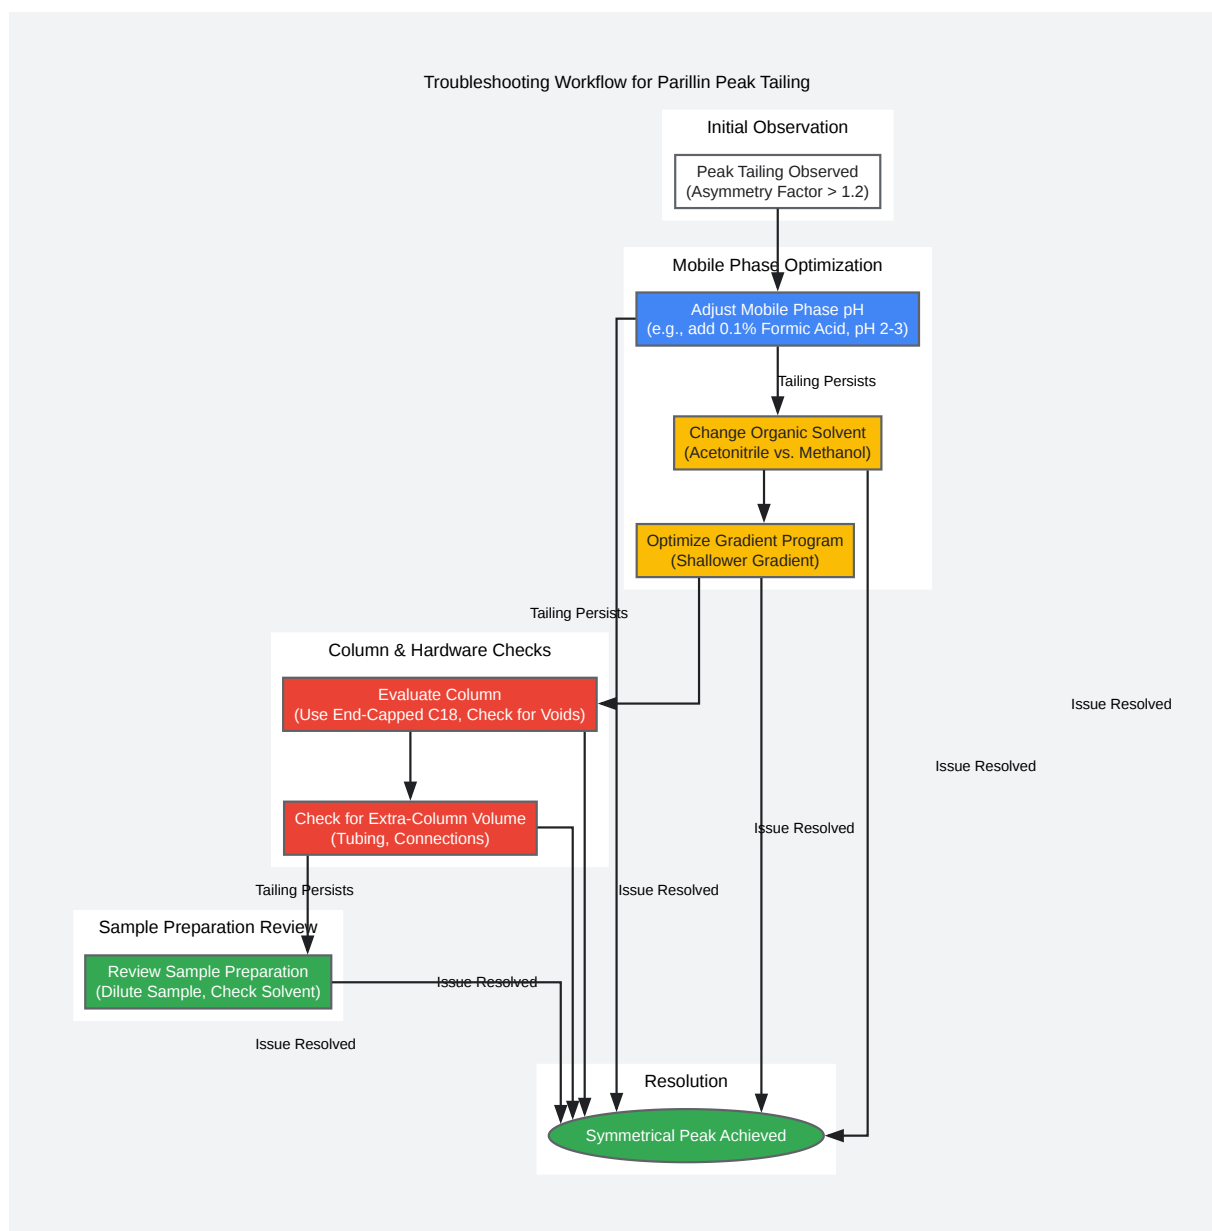 Troubleshooting Workflow for Parillin Peak Tailing
Initial Observation
Peak Tailing Observed
(Asymmetry Factor > 1.2)
Mobile Phase Optimization
Adjust Mobile Phase pH
(e.g., add 0.1% Formic Acid, pH 2-3)
Tailing Persists
Change Organic Solvent
(Acetonitrile vs. Methanol)
Optimize Gradient Program
(Shallower Gradient)
Tailing Persists
Column & Hardware Checks
Evaluate Column
(Use End-Capped C18, Check for Voids)
Issue Resolved
Issue Resolved
Check for Extra-Column Volume
(Tubing, Connections)
Issue Resolved
Tailing Persists
Issue Resolved
Sample Preparation Review
Review Sample Preparation
(Dilute Sample, Check Solvent)
Issue Resolved
Issue Resolved
Resolution
Symmetrical Peak Achieved